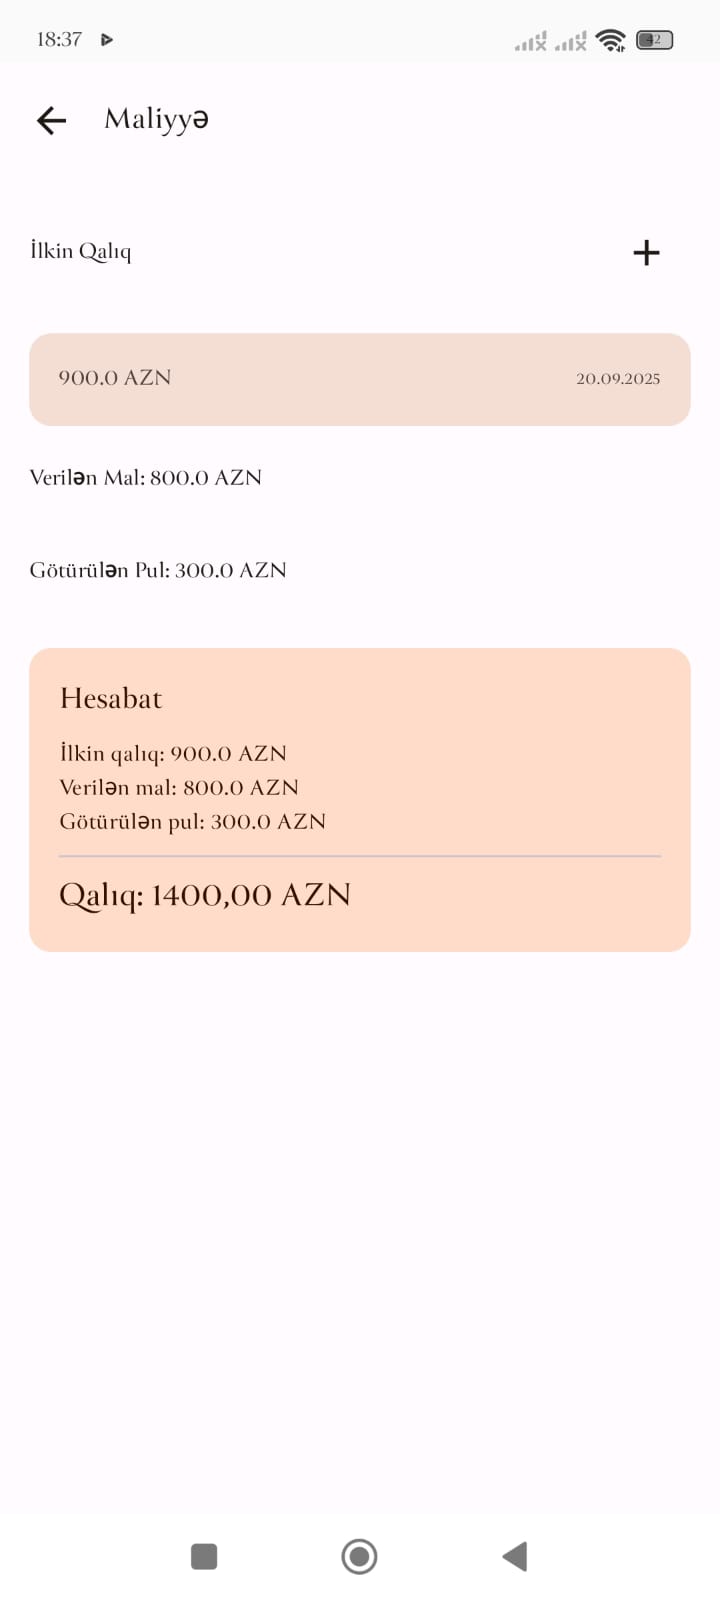 18:37
42
Maliyyə
İlkin Qalıq
900.0 AZN 20.09.2025
Verilən Mal: 800.0 AZN
Götürülən Pul: 300.0 AZN
Hesabat
İlkin qalıq: 900.0 AZN
Verilən mal: 800.0 AZN
Götürülən pul: 300.0 AZN
Qalıq: 1400,00 AZN